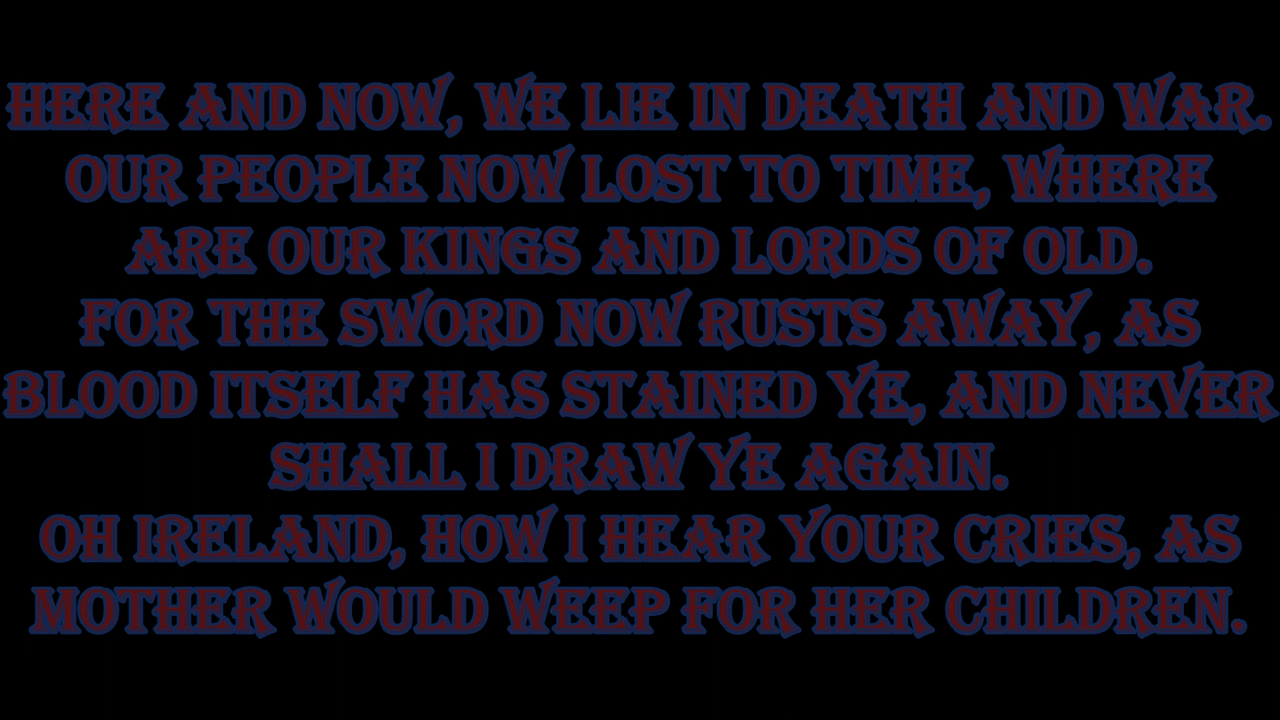 HERE AND NOW, WE LIE IN DEATH AND WAR.
OUR PEOPLE NOW LOST TO TIME, WHERE
ARE OUR KINGS AND LORDS OF OLD.
FOR THE SWORD NOW RUSTS AWAY, AS
BLOOD ITSELF HAS STAINED YE, AND NEVER
SHALL I DRAW YE AGAIN.
OH IRELAND, HOW I HEAR YOUR CRIES, AS
MOTHER WOULD WEEP FOR HER CHILDREN.